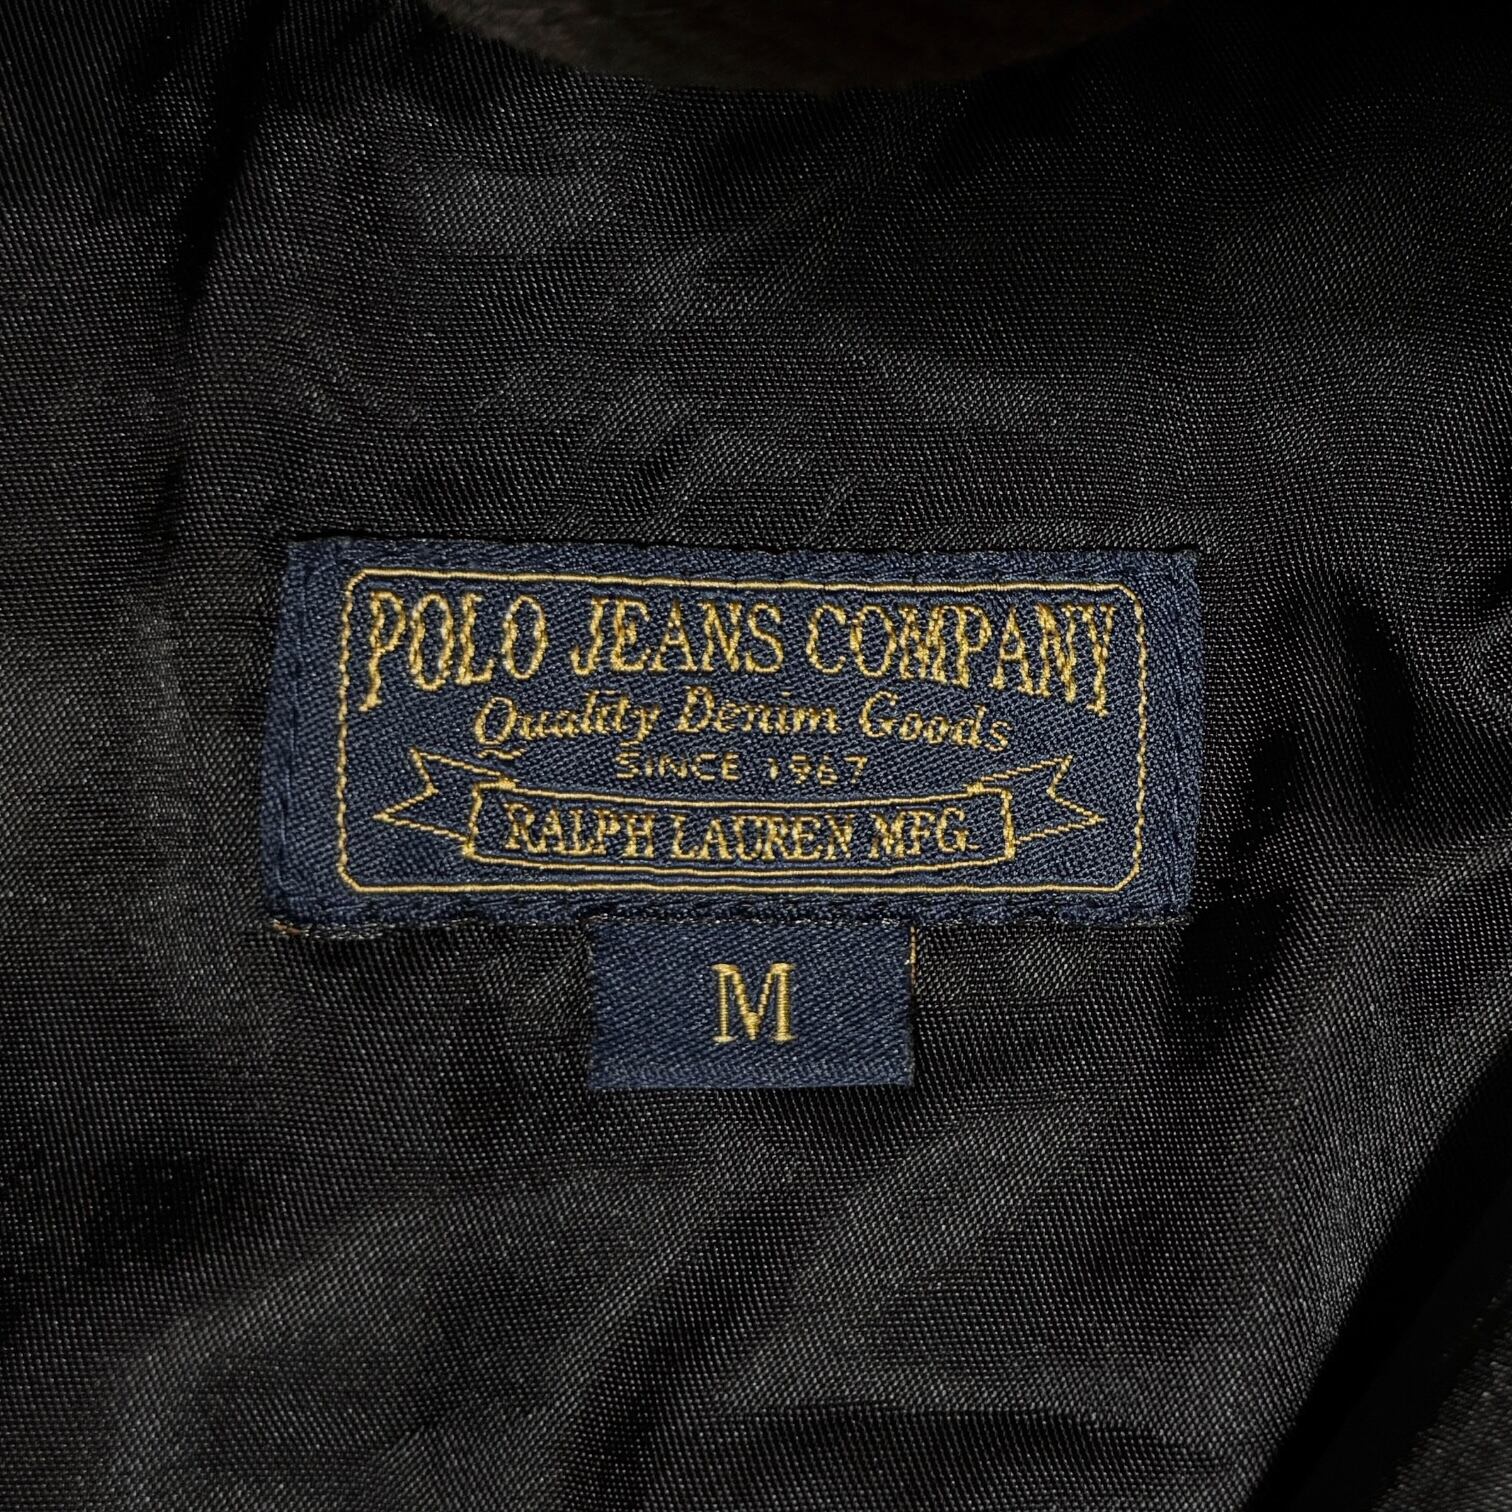 POLO JEANS COMPANY
Quality Denim Goods
SINCE 1967
RALPH LAUREN MFG.
M